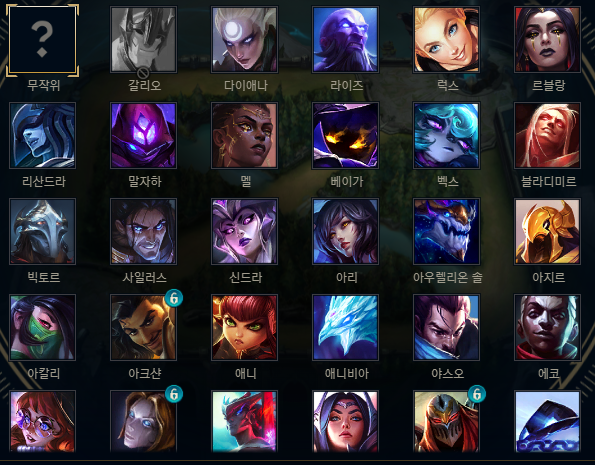 ?
무작위 갈리오 다이애나 라이즈 럭스 르블랑
리산드라 말자하 멜 베이가 벡스 블라디미르
빅토르 사일러스 신드라 아리 아우렐리온 솔 아지르
6
아칼리 아크샨 애니 애니비아 야스오 에코
6 6